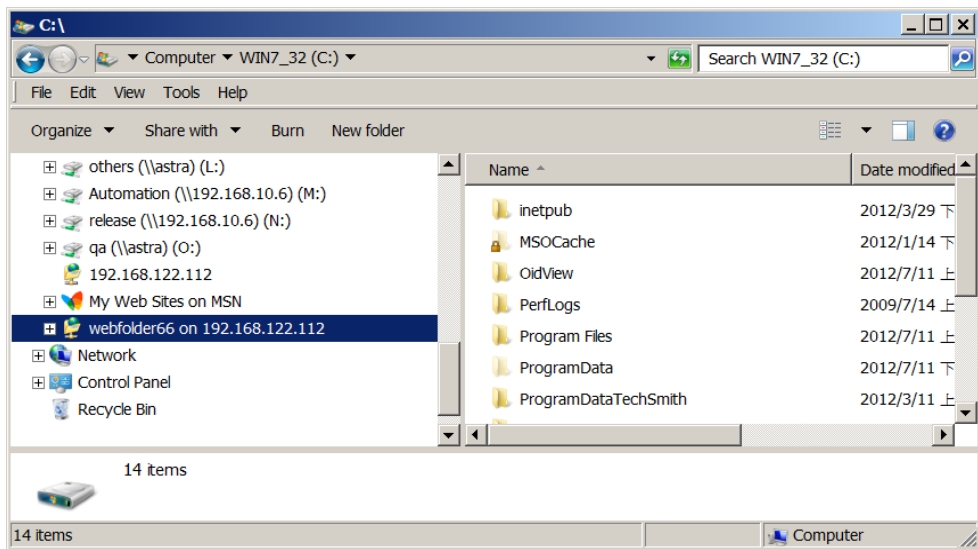 C:\
Computer WIN7_32 (C:)
Search WIN7_32 (C:)
File Edit View Tools Help
Organize Share with Burn New folder
others (\\astra) (L:)
Automation (\\192.168.10.6) (M:)
release (\\192.168.10.6) (N:)
qa (\\astra) (O:)
192.168.122.112
My Web Sites on MSN
webfolder66 on 192.168.122.112
Network
Control Panel
Recycle Bin
Name Date modified
inetpub 2012/3/29 下
MSOCache 2012/1/14 下
OidView 2012/7/11 上
PerfLogs 2009/7/14 上
Program Files 2012/7/11 上
ProgramData 2012/7/11 下
ProgramDataTechSmith 2012/3/11 上
14 items
14 items Computer